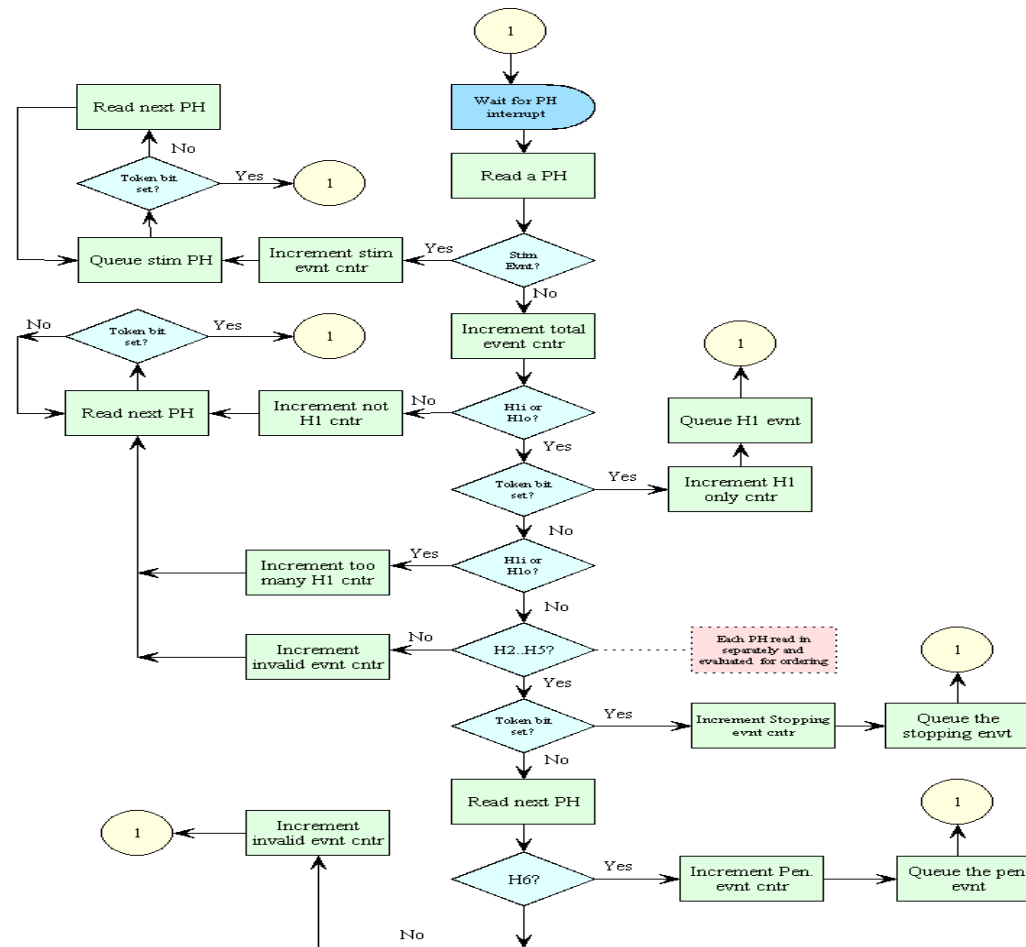 1
Wait for PH
interrupt
Read next PH
No
Read a PH
Token bit
set?
Yes
1
Queue stim PH
Increment stim
evnt cntr
Yes
Stim
Evnt?
No
Increment total
event cntr
No
Token bit
set?
Yes
1
1
Read next PH
Increment not
H1 cntr
No
H1i or
H1o?
Queue H1 evnt
Yes
Token bit
set?
Yes
Increment H1
only cntr
No
Increment too
many H1 cntr
Yes
H1i or
H1o?
No
Increment
invalid evnt cntr
No
H2..H5?
Each PH read in
separately and
evaluated for ordering
1
Yes
Token bit
set?
Yes
Increment Stopping
evnt cntr
Queue the
stopping envt
No
Read next PH
1
1
Increment
invalid evnt cntr
H6?
Yes
Increment Pen.
evnt cntr
Queue the pen
evnt
No